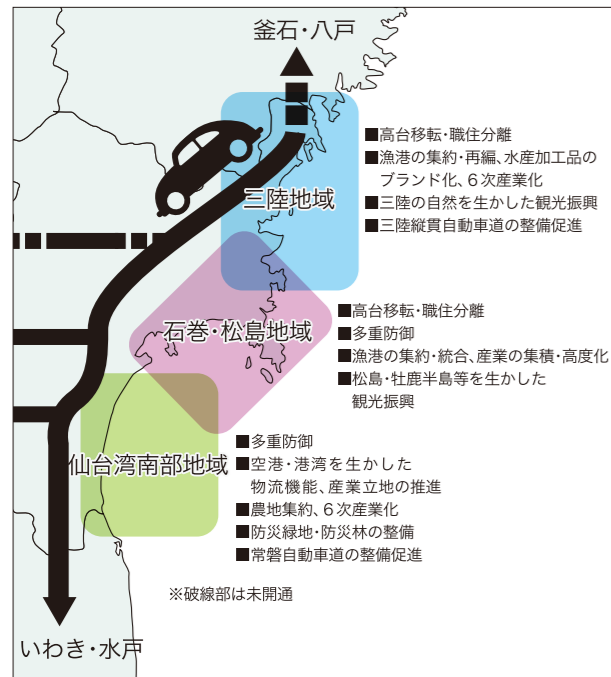 釜石・八戸
■高台移転・職住分離
■漁港の集約・再編、水産加工品の
ブランド化、6次産業化
■三陸の自然を生かした観光振興
■三陸縦貫自動車道の整備促進
三陸地域
■高台移転・職住分離
■多重防御
■漁港の集約・統合、産業の集積・高度化
■松島・牡鹿半島等を生かした
観光振興
石巻・松島地域
■多重防御
■空港・港湾を生かした
物流機能、産業立地の推進
■農地集約、6次産業化
■防災緑地・防災林の整備
■常磐自動車道の整備促進
仙台湾南部地域
※破線部は未開通
いわき・水戸